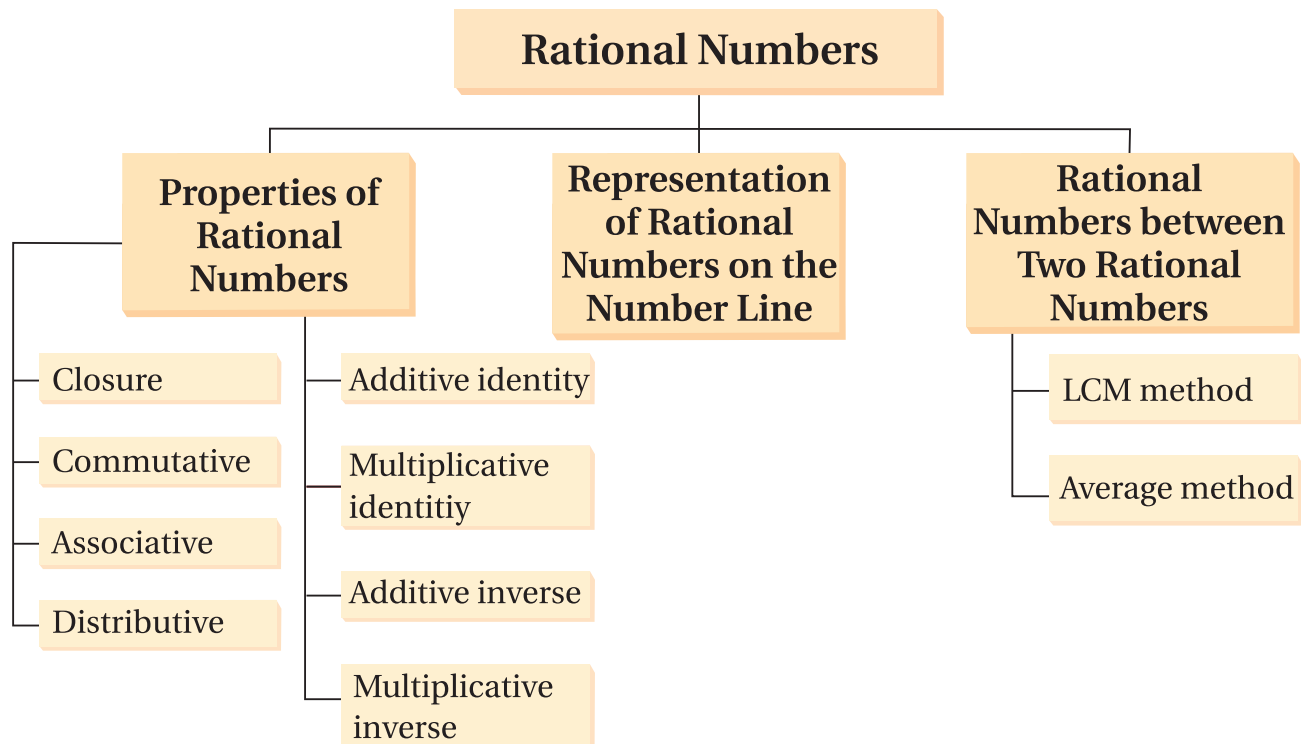 Rational Numbers
Properties of
Rational
Numbers
Representation
of Rational
Numbers on the
Number Line
Rational
Numbers between
Two Rational
Numbers
Closure
Commutative
Associative
Distributive
Additive identity
Multiplicative
identitiy
Additive inverse
Multiplicative
inverse
LCM method
Average method